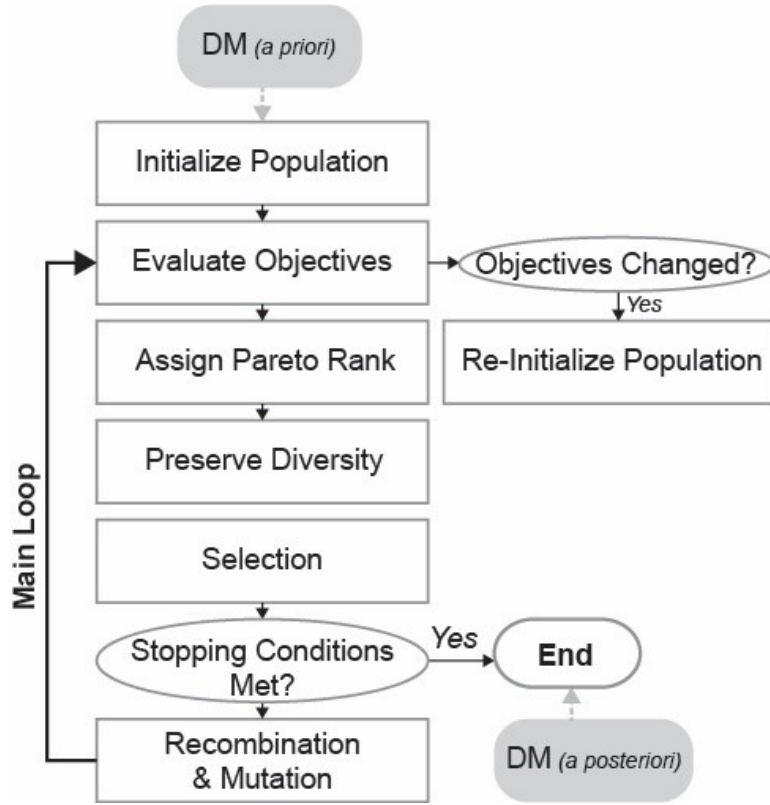 DM (a priori)
Initialize Population
Evaluate Objectives
Objectives Changed?
Yes
Assign Pareto Rank
Re-Initialize Population
Preserve Diversity
Main Loop
Selection
Stopping Conditions
Met?
Yes
End
Recombination
& Mutation
DM (a posteriori)